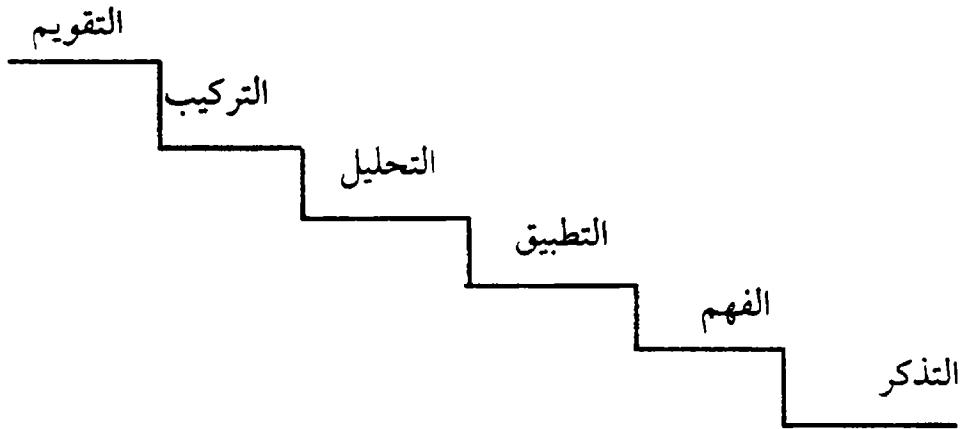 التقويم
التركيب
التحليل
التطبيق
الفهم
التذكر